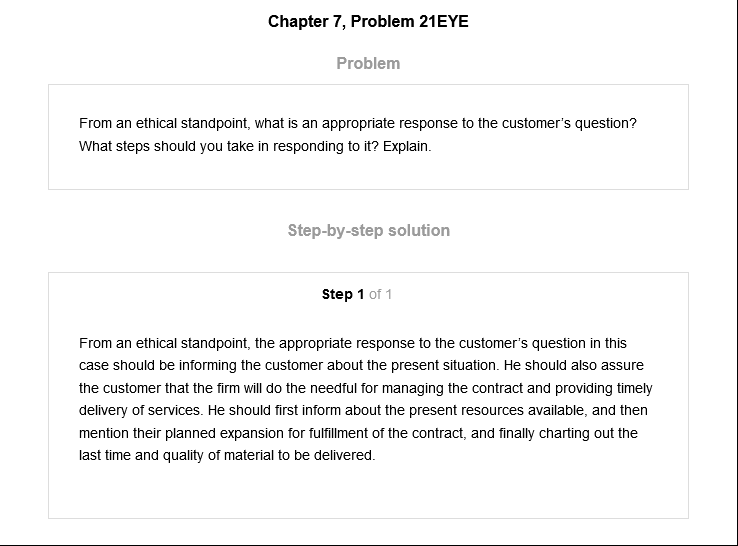 Chapter 7, Problem 21EYE
Problem
From an ethical standpoint, what is an appropriate response to the customer’s question?
What steps should you take in responding to it? Explain.
Step-by-step solution
Step 1 of 1
From an ethical standpoint, the appropriate response to the customer’s question in this
case should be informing the customer about the present situation. He should also assure
the customer that the firm will do the needful for managing the contract and providing timely
delivery of services. He should first inform about the present resources available, and then
mention their planned expansion for fulfillment of the contract, and finally charting out the
last time and quality of material to be delivered.